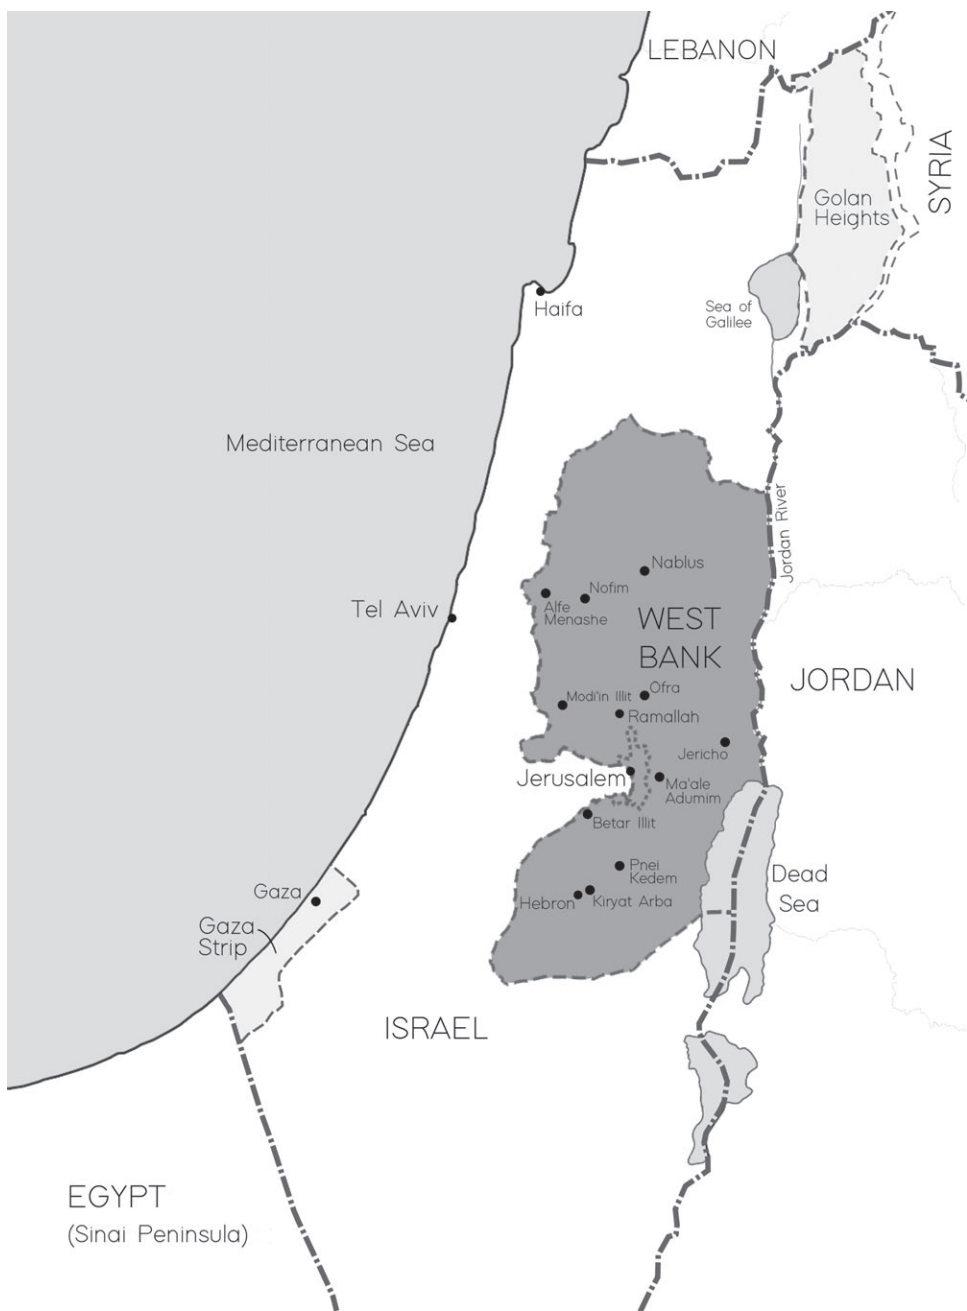 LEBANON
SYRIA
Golan
Heights
Haifa
Sea of
Galilee
Mediterranean Sea
Jordan River
Nablus
Nofim
Alfe
Menashe
Tel Aviv
WEST
BANK
JORDAN
Ofra
Modi'in Illit
Ramallah
Jericho
Jerusalem
Ma'ale
Adumim
Betar Illit
Pnei
Kedem
Dead
Sea
Gaza
Hebron
Kiryat Arba
Gaza
Strip
ISRAEL
EGYPT
(Sinai Peninsula)